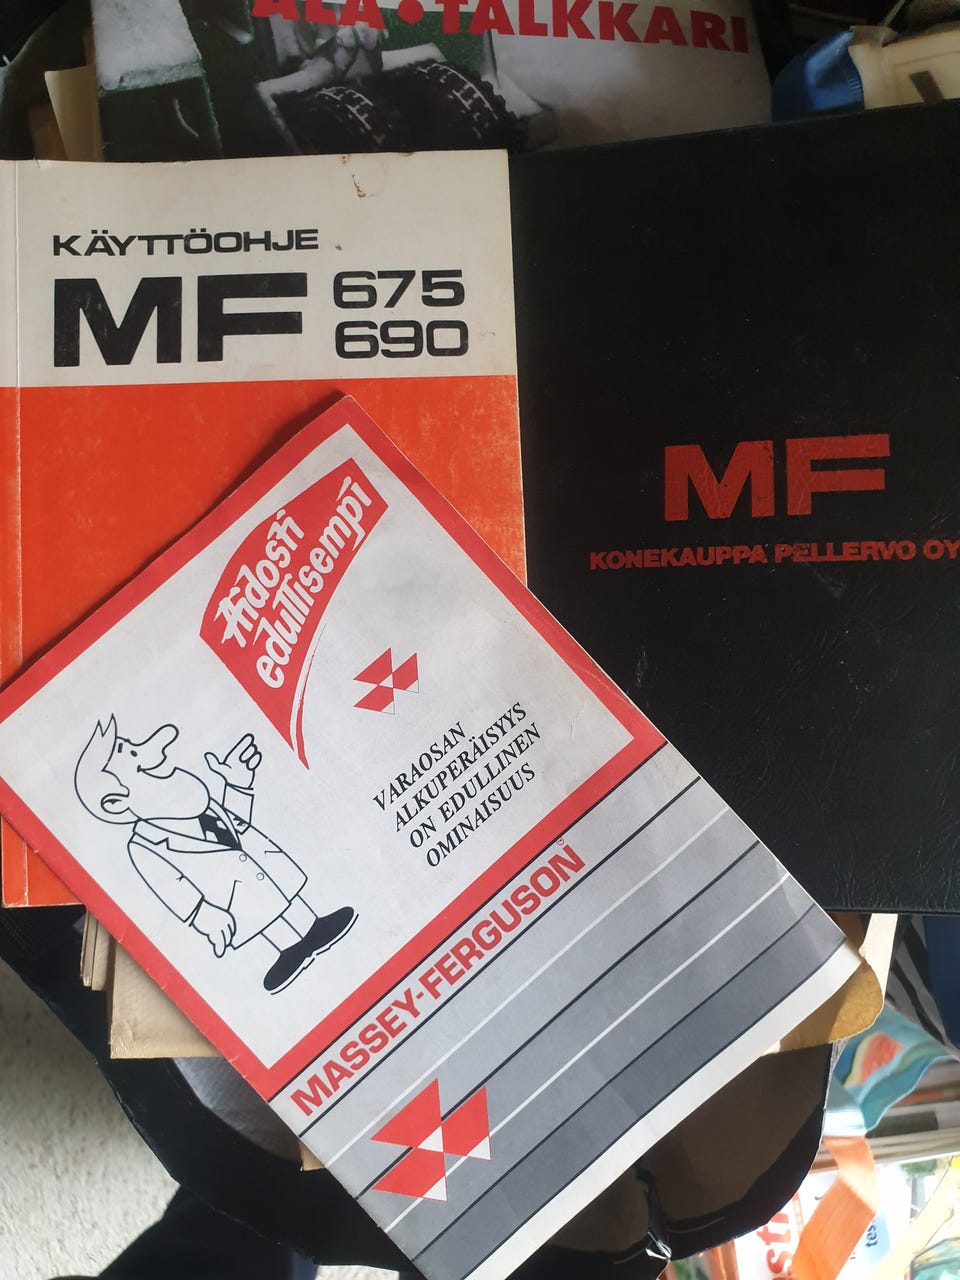 ALA•TALKKARI
KÄYTTÖOHJE
MF 675
690
MF
KONEKAUPPA PELLERVO OY
Aidosti
edullisempi
VARAOSAN
ALKUPERÄISYYS
ON EDULLINEN
OMINAISUUS
MASSEY-FERGUSON